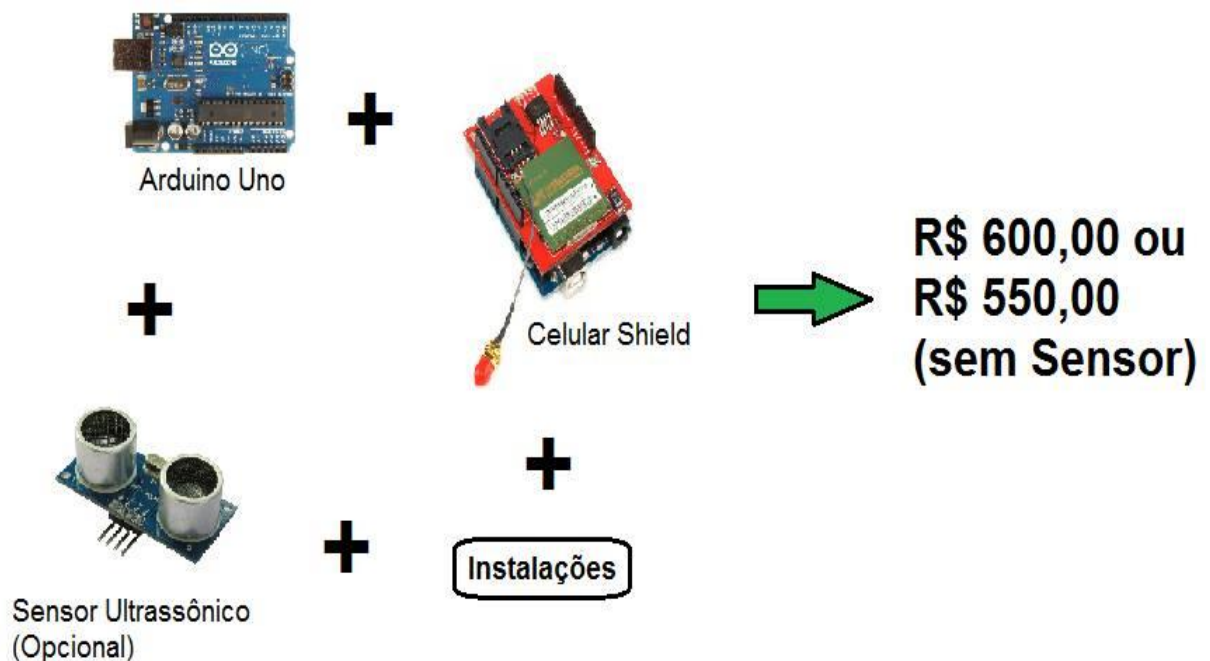 Arduino Uno
Celular Shield
R$ 600,00 ou
R$ 550,00
(sem Sensor)
Instalações
Sensor Ultrassônico
(Opcional)